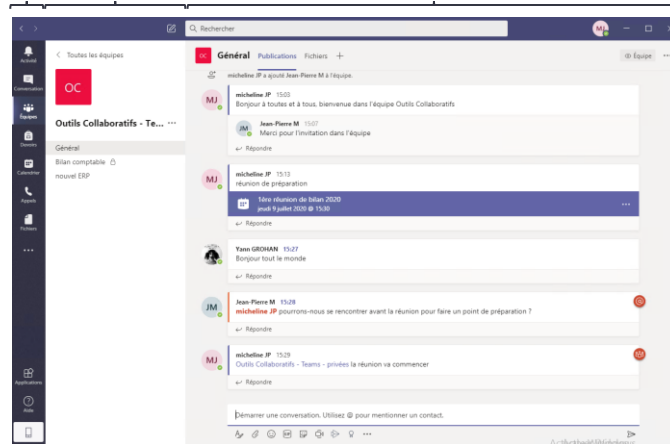 Rechercher
MJ
Activité
Conversation
Équipes
Devoirs
Calendrier
Appels
Fichiers
Applications
Aide
Toutes les équipes
OC
Outils Collaboratifs - Te... ...
Général
Bilan comptable
nouvel ERP
OC Général Publications Fichiers +
Équipe
micheline JP a ajouté Jean-Pierre M à l'équipe.
MJ
micheline JP 15:03
Bonjour à toutes et à tous, bienvenue dans l'équipe Outils Collaboratifs
JM
Jean-Pierre M 15:07
Merci pour l'invitation dans l'équipe
Répondre
MJ
micheline JP 15:13
réunion de préparation
1ère réunion de bilan 2020
jeudi 9 juillet 2020 @ 15:30
Répondre
Yann GROHAN 15:27
Bonjour tout le monde
Répondre
JM
Jean-Pierre M 15:28
micheline JP pourrons-nous se rencontrer avant la réunion pour faire un point de préparation ?
Répondre
MJ
micheline JP 15:29
Outils Collaboratifs - Teams - privées la réunion va commencer
Répondre
Démarrer une conversation. Utilisez @ pour mentionner un contact.